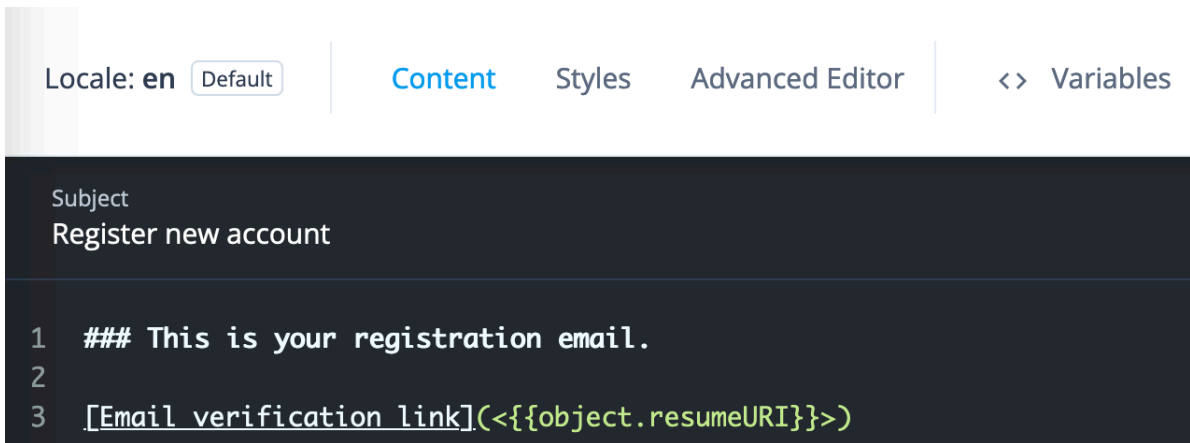 Locale: en Default Content Styles Advanced Editor <> Variables
Subject
Register new account
1 ### This is your registration email.
2
3 [Email verification link](<{{object.resumeURI}}>)